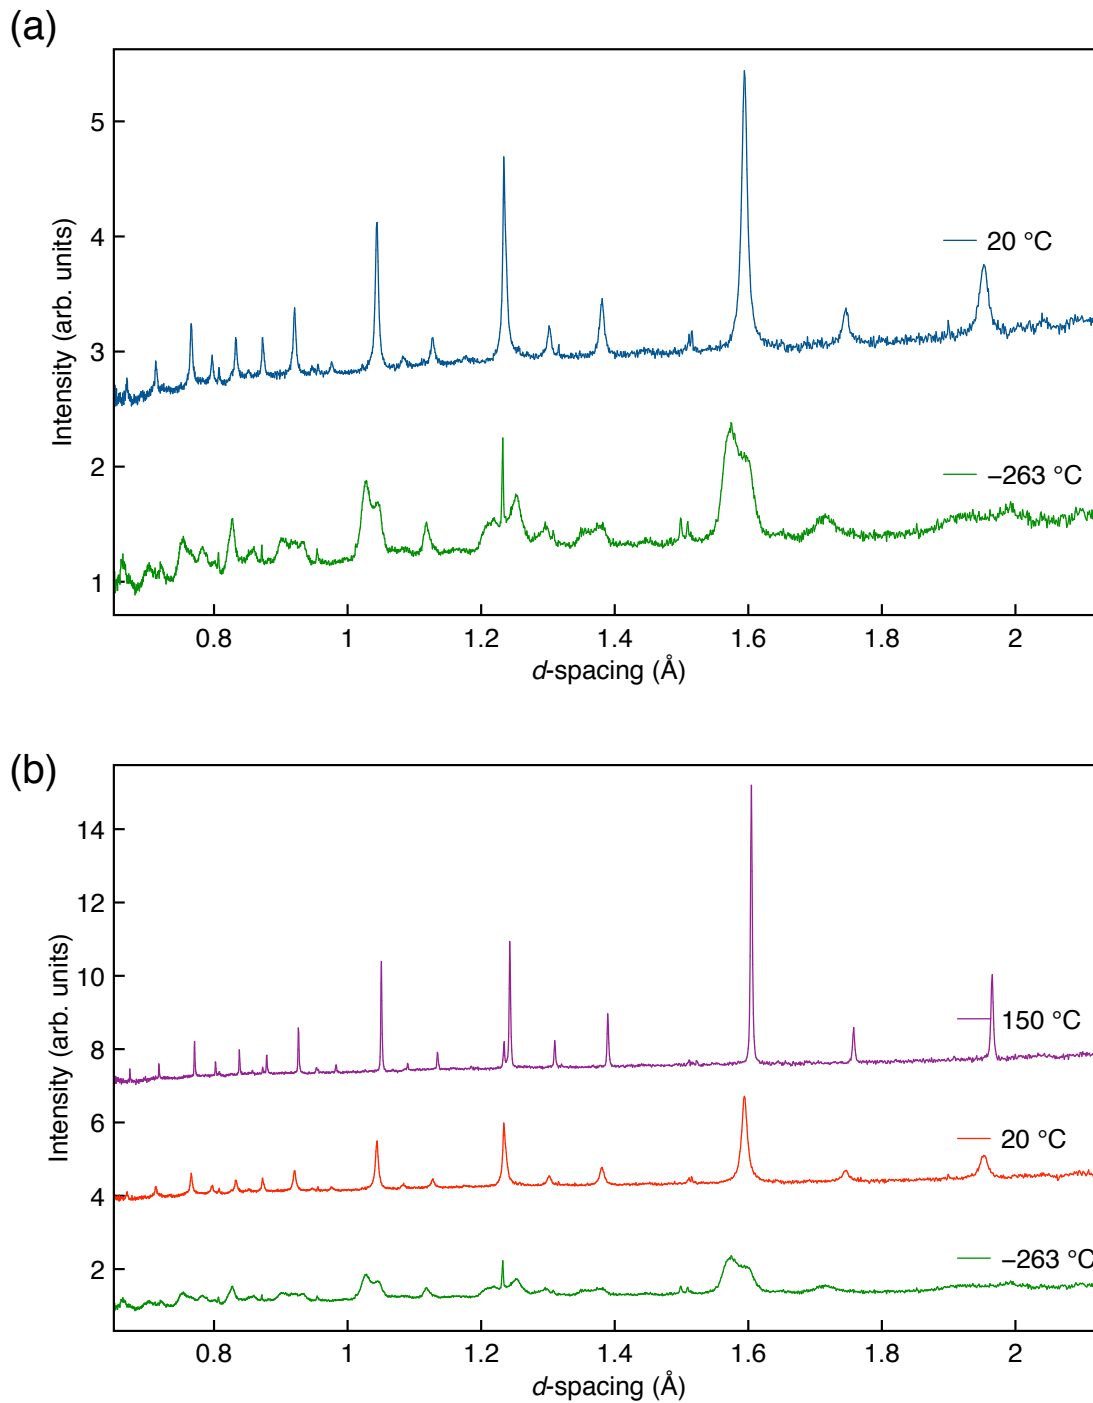 (a)
5
4
3
2
1
Intensity (arb. units)
20 °C
–263 °C
0.8 1 1.2 1.4 1.6 1.8 2
d-spacing (Å)
(b)
14
12
10
8
6
4
2
Intensity (arb. units)
150 °C
20 °C
–263 °C
0.8 1 1.2 1.4 1.6 1.8 2
d-spacing (Å)